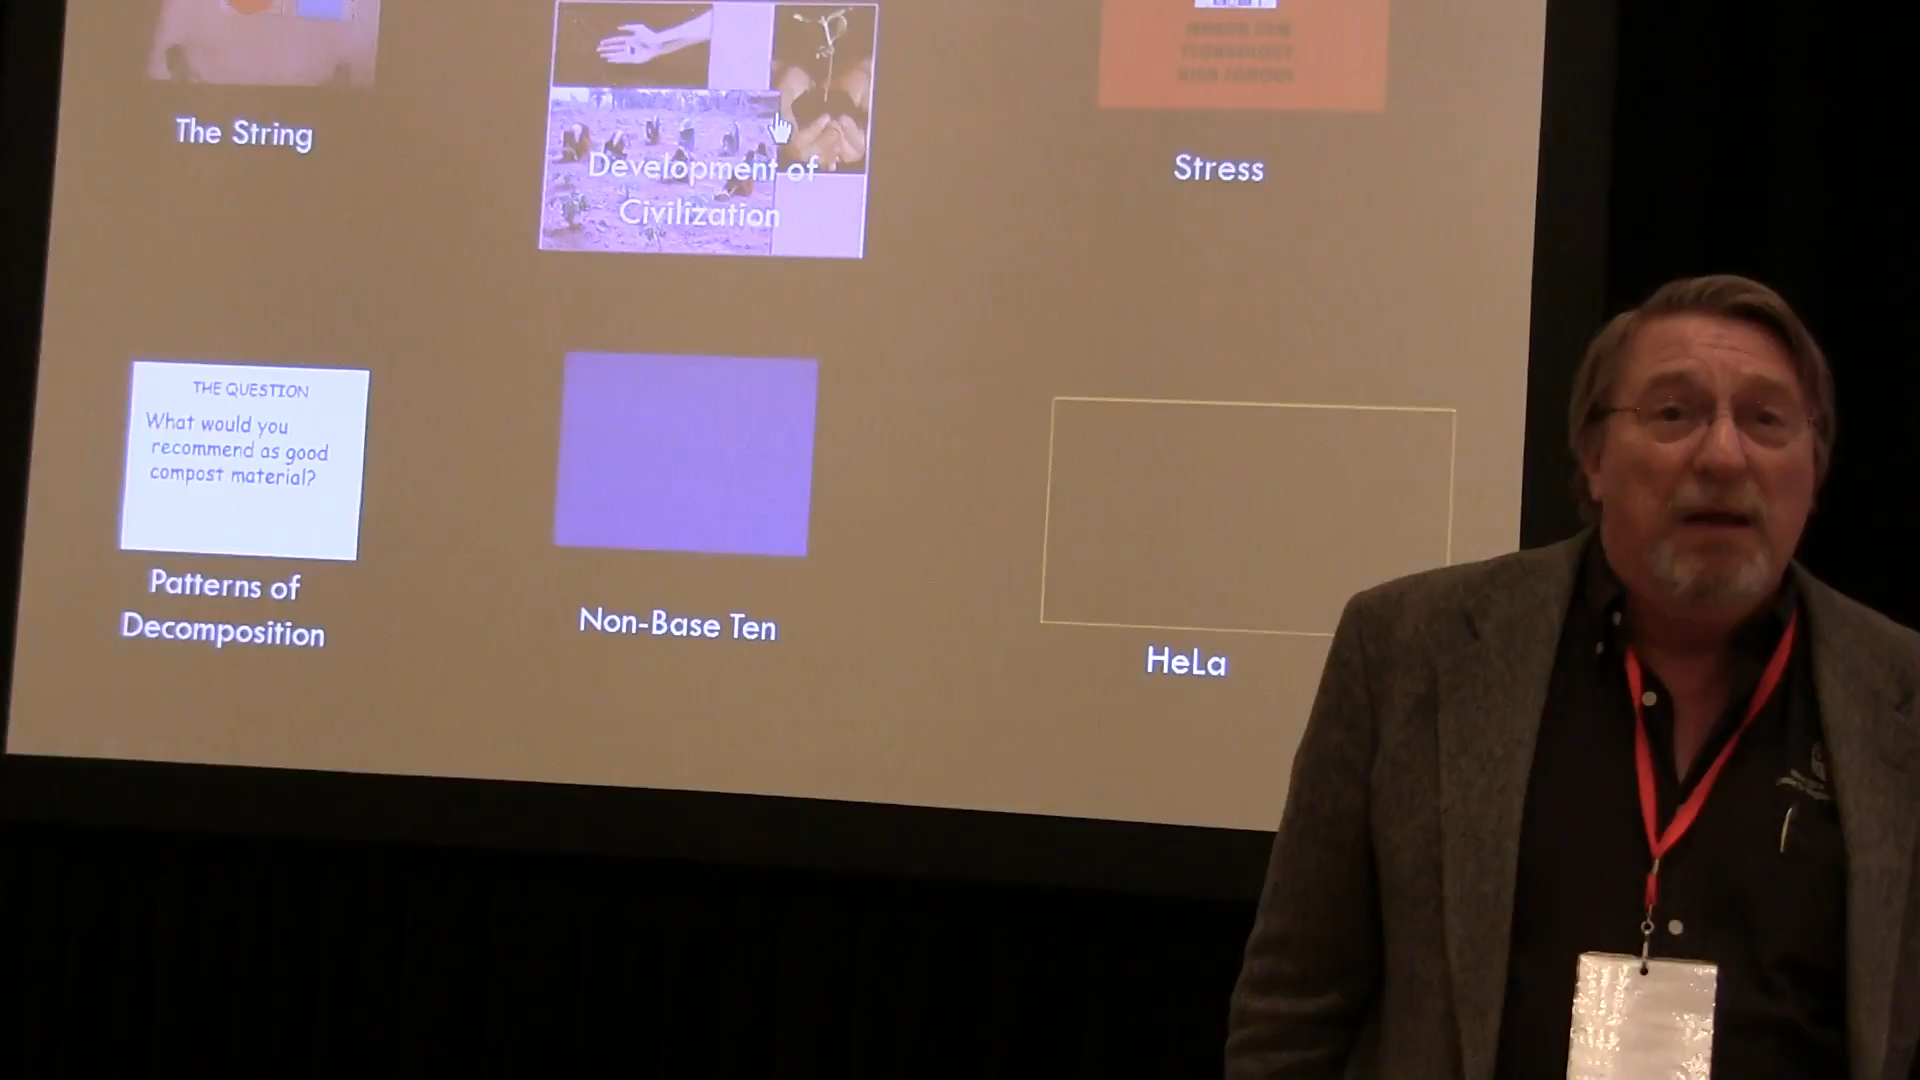 The String
Development of
Civilization
Stress
THE QUESTION
What would you
recommend as good
compost material?
Patterns of
Decomposition
Non-Base Ten
HeLa